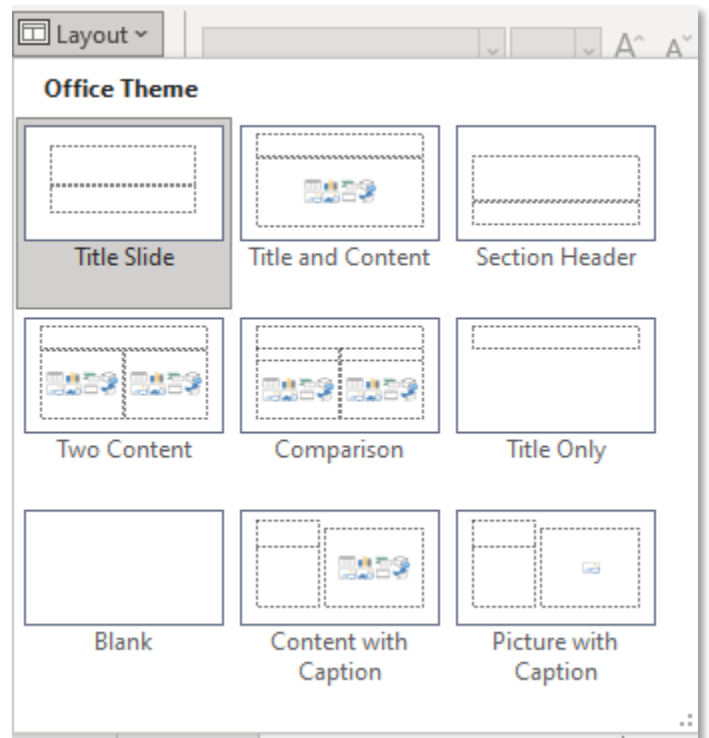 Layout
A A
Office Theme
Title Slide
Title and Content
Section Header
Two Content
Comparison
Title Only
Blank
Content with
Caption
Picture with
Caption